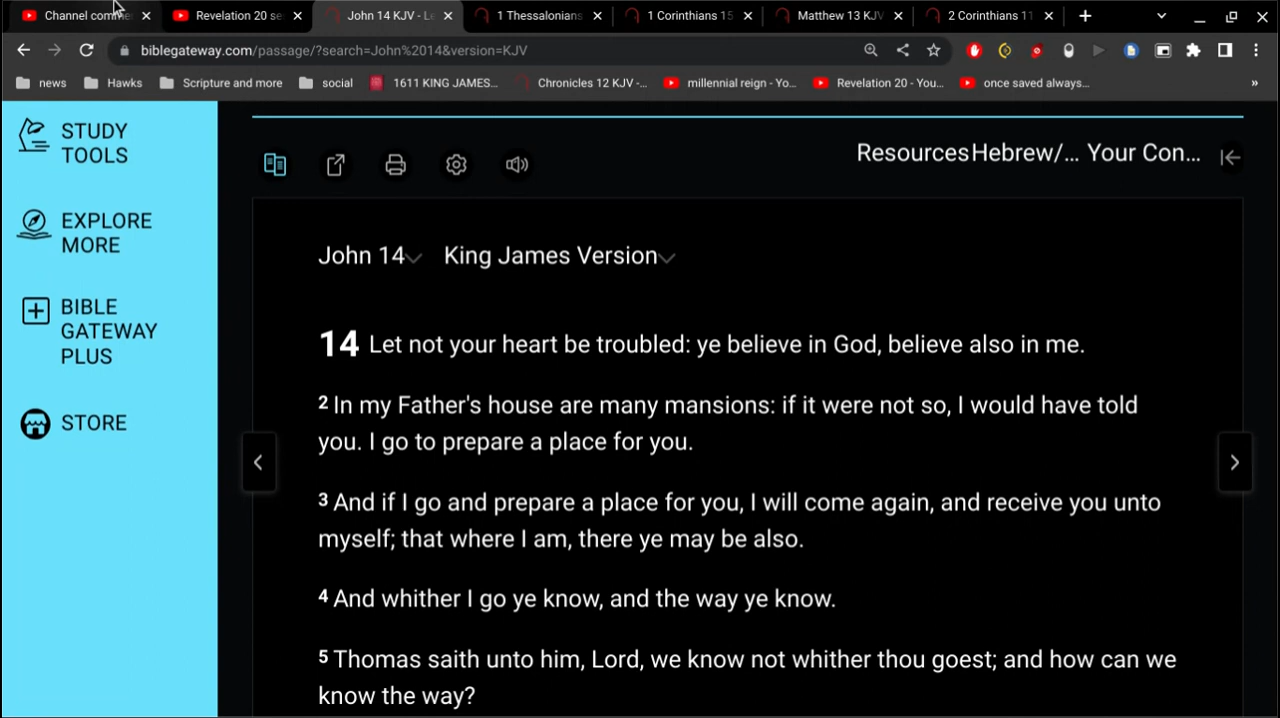 Channel comme
Revelation 20 se
John 14 KJV - Le
1 Thessalonians
1 Corinthians 15
Matthew 13 KJV
2 Corinthians 11
biblegateway.com/passage/?search=John%2014&version=KJV
news
Hawks
Scripture and more
social
1611 KING JAMES...
Chronicles 12 KJV -...
millennial reign - Yo...
Revelation 20 - You...
once saved always...
»
STUDY
TOOLS
EXPLORE
MORE
BIBLE
GATEWAY
PLUS
STORE
Resources Hebrew/... Your Con...
John 14 King James Version
14 Let not your heart be troubled: ye believe in God, believe also in me.
2 In my Father's house are many mansions: if it were not so, I would have told
you. I go to prepare a place for you.
3 And if I go and prepare a place for you, I will come again, and receive you unto
myself; that where I am, there ye may be also.
4 And whither I go ye know, and the way ye know.
5 Thomas saith unto him, Lord, we know not whither thou goest; and how can we
know the way?